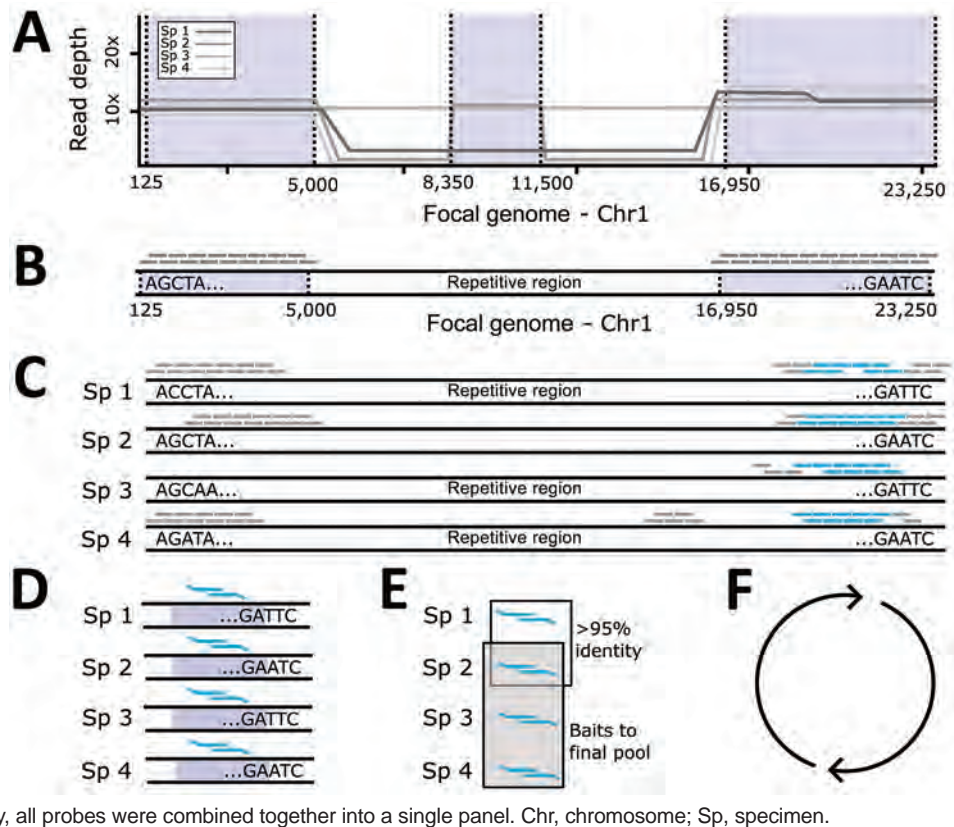 A
Read depth
20x
10x
Sp 1
Sp 2
Sp 3
Sp 4
125 5,000 8,350 11,500 16,950 23,250
Focal genome - Chr1
B
AGCTA... Repetitive region ...GAATC
125 5,000 16,950 23,250
Focal genome - Chr1
C
Sp 1 ACCTA... Repetitive region ...GATTC
Sp 2 AGCTA... ...GAATC
Sp 3 AGCAA... Repetitive region ...GATTC
Sp 4 AGATA... Repetitive region ...GAATC
D
Sp 1 ...GATTC
Sp 2 ...GAATC
Sp 3 ...GATTC
Sp 4 ...GAATC
E
Sp 1
Sp 2
Sp 3
Sp 4
>95%
identity
Baits to
final pool
F
y, all probes were combined together into a single panel. Chr, chromosome; Sp, specimen.